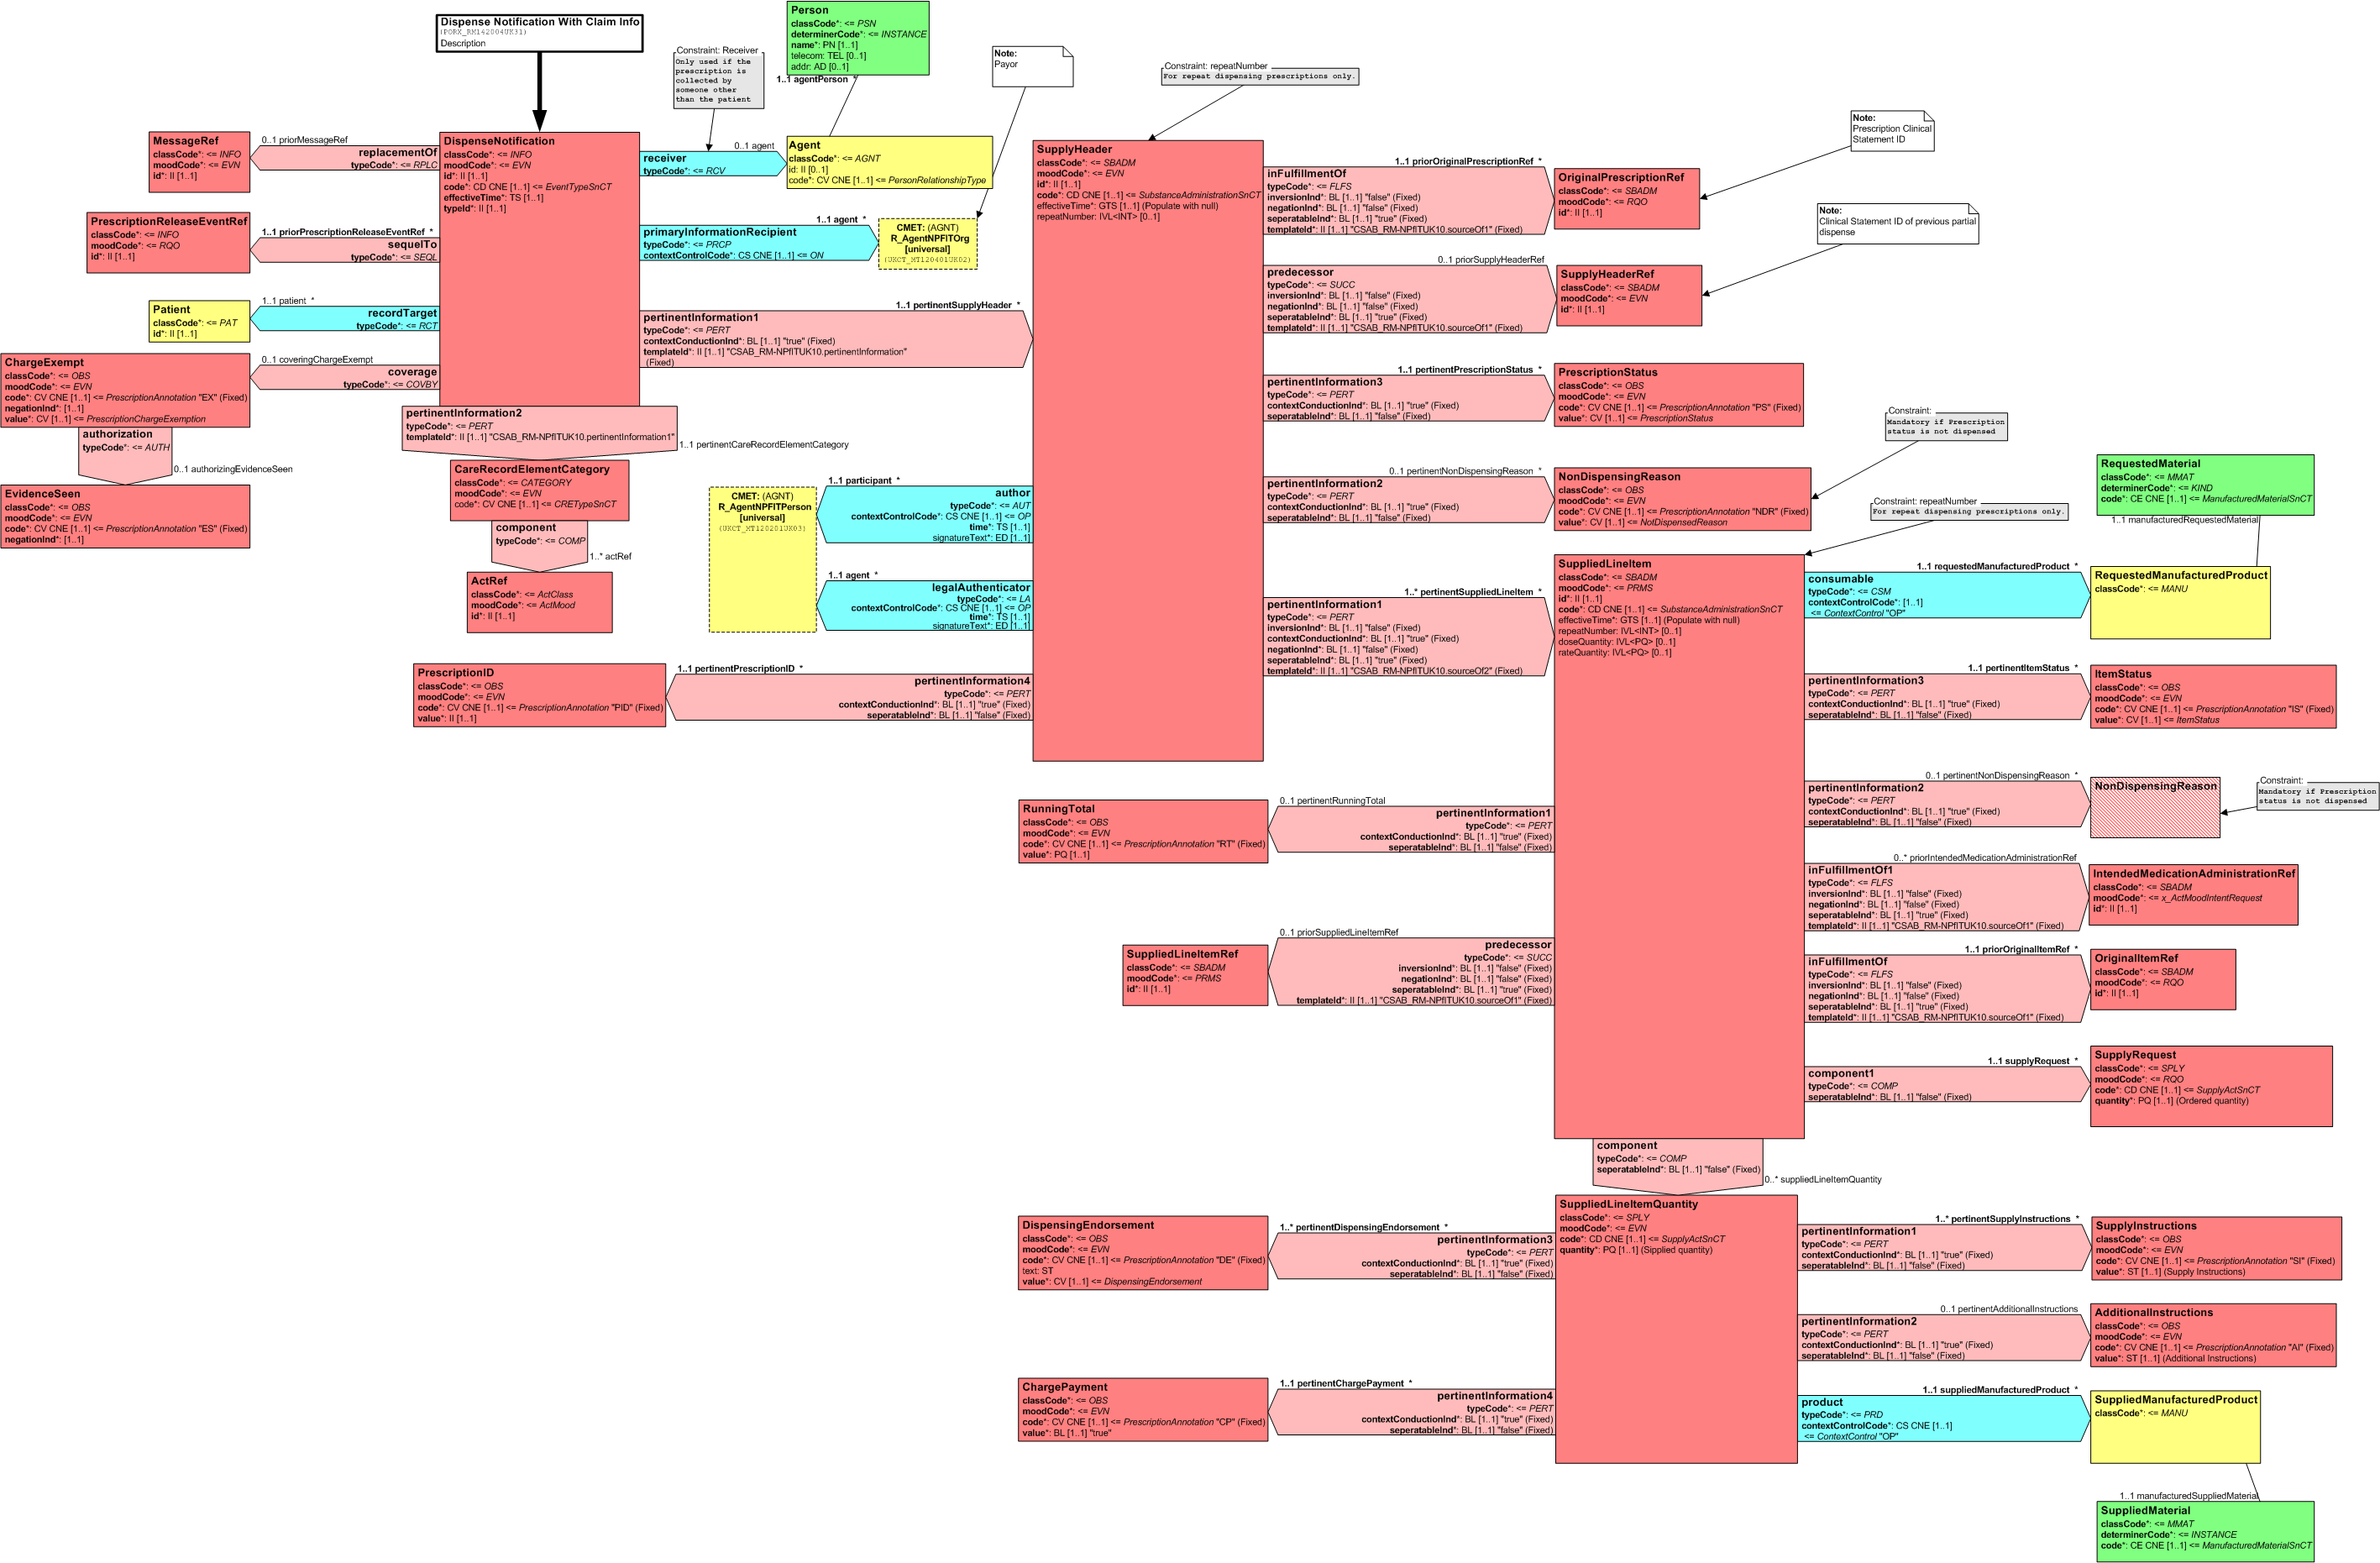 Dispense Notification With Claim Info
(PORX_RM142004UK31)
Description
Constraint: Receiver
Only used if the
prescription is
collected by
someone other
than the patient
Person
classCode*: <= PSN
determinerCode*: <= INSTANCE
name*: PN [1..1]
telecom: TEL [0..1]
addr: AD [0..1]
1..1 agentPerson *
Note:
Payor
Constraint: repeatNumber
For repeat dispensing prescriptions only.
MessageRef
classCode*: <= INFO
moodCode*: <= EVN
id*: II [1..1]
0..1 priorMessageRef
replacementOf
typeCode*: <= RPLC
DispenseNotification
classCode*: <= INFO
moodCode*: <= EVN
id*: II [1..1]
code*: CD CNE [1..1] <= EventTypeSnCT
effectiveTime*: TS [1..1]
typeId*: II [1..1]
0..1 agent
receiver
typeCode*: <= RCV
Agent
classCode*: <= AGNT
id: II [0..1]
code*: CV CNE [1..1] <= PersonRelationshipType
PrescriptionReleaseEventRef
classCode*: <= INFO
moodCode*: <= RQO
id*: II [1..1]
1..1 priorPrescriptionReleaseEventRef *
sequelTo
typeCode*: <= SEQL
1..1 agent *
primaryInformationRecipient
typeCode*: <= PRCP
contextControlCode*: CS CNE [1..1] <= ON
CMET: (AGNT)
R_AgentNPFITOrg
[universal]
(UKCT_MT120401UK02)
Patient
classCode*: <= PAT
id*: II [1..1]
1..1 patient *
recordTarget
typeCode*: <= RCT
1..1 pertinentSupplyHeader *
pertinentInformation1
typeCode*: <= PERT
contextConductionInd*: BL [1..1] "true" (Fixed)
templateId*: II [1..1] "CSAB_RM-NPfITUK10.pertinentInformation"
(Fixed)
ChargeExempt
classCode*: <= OBS
moodCode*: <= EVN
code*: CV CNE [1..1] <= PrescriptionAnnotation "EX" (Fixed)
negationInd*: [1..1]
value*: CV [1..1] <= PrescriptionChargeExemption
0..1 coveringChargeExempt
coverage
typeCode*: <= COVBY
authorization
typeCode*: <= AUTH
0..1 authorizingEvidenceSeen
EvidenceSeen
classCode*: <= OBS
moodCode*: <= EVN
code*: CV CNE [1..1] <= PrescriptionAnnotation "ES" (Fixed)
negationInd*: [1..1]
pertinentInformation2
typeCode*: <= PERT
templateId*: II [1..1] "CSAB_RM-NPfITUK10.pertinentInformation1"
1..1 pertinentCareRecordElementCategory
CareRecordElementCategory
classCode*: <= CATEGORY
moodCode*: <= EVN
code*: CV CNE [1..1] <= CRETypeSnCT
component
typeCode*: <= COMP
1..* actRef
ActRef
classCode*: <= ActClass
moodCode*: <= ActMood
id*: II [1..1]
SupplyHeader
classCode*: <= SBADM
moodCode*: <= EVN
id*: II [1..1]
code*: CD CNE [1..1] <= SubstanceAdministrationSnCT
effectiveTime*: GTS [1..1] (Populate with null)
repeatNumber: IVL<INT> [0..1]
1..1 participant *
author
typeCode*: <= AUT
contextControlCode*: CS CNE [1..1] <= OP
time*: TS [1..1]
signatureText*: ED [1..1]
CMET: (AGNT)
R_AgentNPFITPerson
[universal]
(UKCT_MT120201UK03)
1..1 agent *
legalAuthenticator
typeCode*: <= LA
contextControlCode*: CS CNE [1..1] <= OP
time*: TS [1..1]
signatureText*: ED [1..1]
PrescriptionID
classCode*: <= OBS
moodCode*: <= EVN
code*: CV CNE [1..1] <= PrescriptionAnnotation "PID" (Fixed)
value*: II [1..1]
1..1 pertinentPrescriptionID *
pertinentInformation4
typeCode*: <= PERT
contextConductionInd*: BL [1..1] "true" (Fixed)
seperatableInd*: BL [1..1] "false" (Fixed)
1..1 priorOriginalPrescriptionRef *
inFulfillmentOf
typeCode*: <= FLFS
inversionInd*: BL [1..1] "false" (Fixed)
negationInd*: BL [1..1] "false" (Fixed)
seperatableInd*: BL [1..1] "true" (Fixed)
templateId*: II [1..1] "CSAB_RM-NPfITUK10.sourceOf1" (Fixed)
OriginalPrescriptionRef
classCode*: <= SBADM
moodCode*: <= RQO
id*: II [1..1]
Note:
Prescription Clinical
Statement ID
0..1 priorSupplyHeaderRef
predecessor
typeCode*: <= SUCC
inversionInd*: BL [1..1] "false" (Fixed)
negationInd*: BL [1..1] "false" (Fixed)
seperatableInd*: BL [1..1] "true" (Fixed)
templateId*: II [1..1] "CSAB_RM-NPfITUK10.sourceOf1" (Fixed)
SupplyHeaderRef
classCode*: <= SBADM
moodCode*: <= EVN
id*: II [1..1]
Note:
Clinical Statement ID of previous partial
dispense
1..1 pertinentPrescriptionStatus *
pertinentInformation3
typeCode*: <= PERT
contextConductionInd*: BL [1..1] "true" (Fixed)
seperatableInd*: BL [1..1] "false" (Fixed)
PrescriptionStatus
classCode*: <= OBS
moodCode*: <= EVN
code*: CV CNE [1..1] <= PrescriptionAnnotation "PS" (Fixed)
value*: CV [1..1] <= PrescriptionStatus
0..1 pertinentNonDispensingReason *
pertinentInformation2
typeCode*: <= PERT
contextConductionInd*: BL [1..1] "true" (Fixed)
seperatableInd*: BL [1..1] "false" (Fixed)
NonDispensingReason
classCode*: <= OBS
moodCode*: <= EVN
code*: CV CNE [1..1] <= PrescriptionAnnotation "NDR" (Fixed)
value*: CV [1..1] <= NotDispensedReason
Constraint:
Mandatory if Prescription
status is not dispensed
1..* pertinentSuppliedLineItem *
pertinentInformation1
typeCode*: <= PERT
inversionInd*: BL [1..1] "false" (Fixed)
contextConductionInd*: BL [1..1] "true" (Fixed)
negationInd*: BL [1..1] "false" (Fixed)
seperatableInd*: BL [1..1] "true" (Fixed)
templateId*: II [1..1] "CSAB_RM-NPfITUK10.sourceOf2" (Fixed)
Constraint: repeatNumber
For repeat dispensing prescriptions only.
SuppliedLineItem
classCode*: <= SBADM
moodCode*: <= PRMS
id*: II [1..1]
code*: CD CNE [1..1] <= SubstanceAdministrationSnCT
effectiveTime*: GTS [1..1] (Populate with null)
repeatNumber: IVL<INT> [0..1]
doseQuantity: IVL<PQ> [0..1]
rateQuantity: IVL<PQ> [0..1]
RequestedMaterial
classCode*: <= MMAT
determinerCode*: <= KIND
code*: CE CNE [1..1] <= ManufacturedMaterialSnCT
1..1 manufacturedRequestedMaterial
1..1 requestedManufacturedProduct *
consumable
typeCode*: <= CSM
contextControlCode*: [1..1]
<= ContextControl "OP"
RequestedManufacturedProduct
classCode*: <= MANU
1..1 pertinentItemStatus *
pertinentInformation3
typeCode*: <= PERT
contextConductionInd*: BL [1..1] "true" (Fixed)
seperatableInd*: BL [1..1] "false" (Fixed)
ItemStatus
classCode*: <= OBS
moodCode*: <= EVN
code*: CV CNE [1..1] <= PrescriptionAnnotation "IS" (Fixed)
value*: CV [1..1] <= ItemStatus
0..1 pertinentNonDispensingReason *
pertinentInformation2
typeCode*: <= PERT
contextConductionInd*: BL [1..1] "true" (Fixed)
seperatableInd*: BL [1..1] "false" (Fixed)
NonDispensingReason
Constraint:
Mandatory if Prescription
status is not dispensed
RunningTotal
classCode*: <= OBS
moodCode*: <= EVN
code*: CV CNE [1..1] <= PrescriptionAnnotation "RT" (Fixed)
value*: PQ [1..1]
0..1 pertinentRunningTotal
pertinentInformation1
typeCode*: <= PERT
contextConductionInd*: BL [1..1] "true" (Fixed)
seperatableInd*: BL [1..1] "false" (Fixed)
0..* priorIntendedMedicationAdministrationRef
inFulfillmentOf1
typeCode*: <= FLFS
inversionInd*: BL [1..1] "false" (Fixed)
negationInd*: BL [1..1] "false" (Fixed)
seperatableInd*: BL [1..1] "true" (Fixed)
templateId*: II [1..1] "CSAB_RM-NPfITUK10.sourceOf1" (Fixed)
IntendedMedicationAdministrationRef
classCode*: <= SBADM
moodCode*: <= x_ActMoodIntentRequest
id*: II [1..1]
SuppliedLineItemRef
classCode*: <= SBADM
moodCode*: <= PRMS
id*: II [1..1]
0..1 priorSuppliedLineItemRef
predecessor
typeCode*: <= SUCC
inversionInd*: BL [1..1] "false" (Fixed)
negationInd*: BL [1..1] "false" (Fixed)
seperatableInd*: BL [1..1] "true" (Fixed)
templateId*: II [1..1] "CSAB_RM-NPfITUK10.sourceOf1" (Fixed)
1..1 priorOriginalItemRef *
inFulfillmentOf
typeCode*: <= FLFS
inversionInd*: BL [1..1] "false" (Fixed)
negationInd*: BL [1..1] "false" (Fixed)
seperatableInd*: BL [1..1] "true" (Fixed)
templateId*: II [1..1] "CSAB_RM-NPfITUK10.sourceOf1" (Fixed)
OriginalItemRef
classCode*: <= SBADM
moodCode*: <= RQO
id*: II [1..1]
1..1 supplyRequest *
component1
typeCode*: <= COMP
seperatableInd*: BL [1..1] "false" (Fixed)
SupplyRequest
classCode*: <= SPLY
moodCode*: <= RQO
code*: CD CNE [1..1] <= SupplyActSnCT
quantity*: PQ [1..1] (Ordered quantity)
component
typeCode*: <= COMP
seperatableInd*: BL [1..1] "false" (Fixed)
0..* suppliedLineItemQuantity
SuppliedLineItemQuantity
classCode*: <= SPLY
moodCode*: <= EVN
code*: CD CNE [1..1] <= SupplyActSnCT
quantity*: PQ [1..1] (Sipplied quantity)
DispensingEndorsement
classCode*: <= OBS
moodCode*: <= EVN
code*: CV CNE [1..1] <= PrescriptionAnnotation "DE" (Fixed)
text: ST
value*: CV [1..1] <= DispensingEndorsement
1..* pertinentDispensingEndorsement *
pertinentInformation3
typeCode*: <= PERT
contextConductionInd*: BL [1..1] "true" (Fixed)
seperatableInd*: BL [1..1] "false" (Fixed)
1..* pertinentSupplyInstructions *
pertinentInformation1
typeCode*: <= PERT
contextConductionInd*: BL [1..1] "true" (Fixed)
seperatableInd*: BL [1..1] "false" (Fixed)
SupplyInstructions
classCode*: <= OBS
moodCode*: <= EVN
code*: CV CNE [1..1] <= PrescriptionAnnotation "SI" (Fixed)
value*: ST [1..1] (Supply Instructions)
0..1 pertinentAdditionalInstructions
pertinentInformation2
typeCode*: <= PERT
contextConductionInd*: BL [1..1] "true" (Fixed)
seperatableInd*: BL [1..1] "false" (Fixed)
AdditionalInstructions
classCode*: <= OBS
moodCode*: <= EVN
code*: CV CNE [1..1] <= PrescriptionAnnotation "AI" (Fixed)
value*: ST [1..1] (Additional Instructions)
ChargePayment
classCode*: <= OBS
moodCode*: <= EVN
code*: CV CNE [1..1] <= PrescriptionAnnotation "CP" (Fixed)
value*: BL [1..1] "true"
1..1 pertinentChargePayment *
pertinentInformation4
typeCode*: <= PERT
contextConductionInd*: BL [1..1] "true" (Fixed)
seperatableInd*: BL [1..1] "false" (Fixed)
1..1 suppliedManufacturedProduct *
product
typeCode*: <= PRD
contextControlCode*: CS CNE [1..1]
<= ContextControl "OP"
SuppliedManufacturedProduct
classCode*: <= MANU
1..1 manufacturedSuppliedMaterial
SuppliedMaterial
classCode*: <= MMAT
determinerCode*: <= INSTANCE
code*: CE CNE [1..1] <= ManufacturedMaterialSnCT